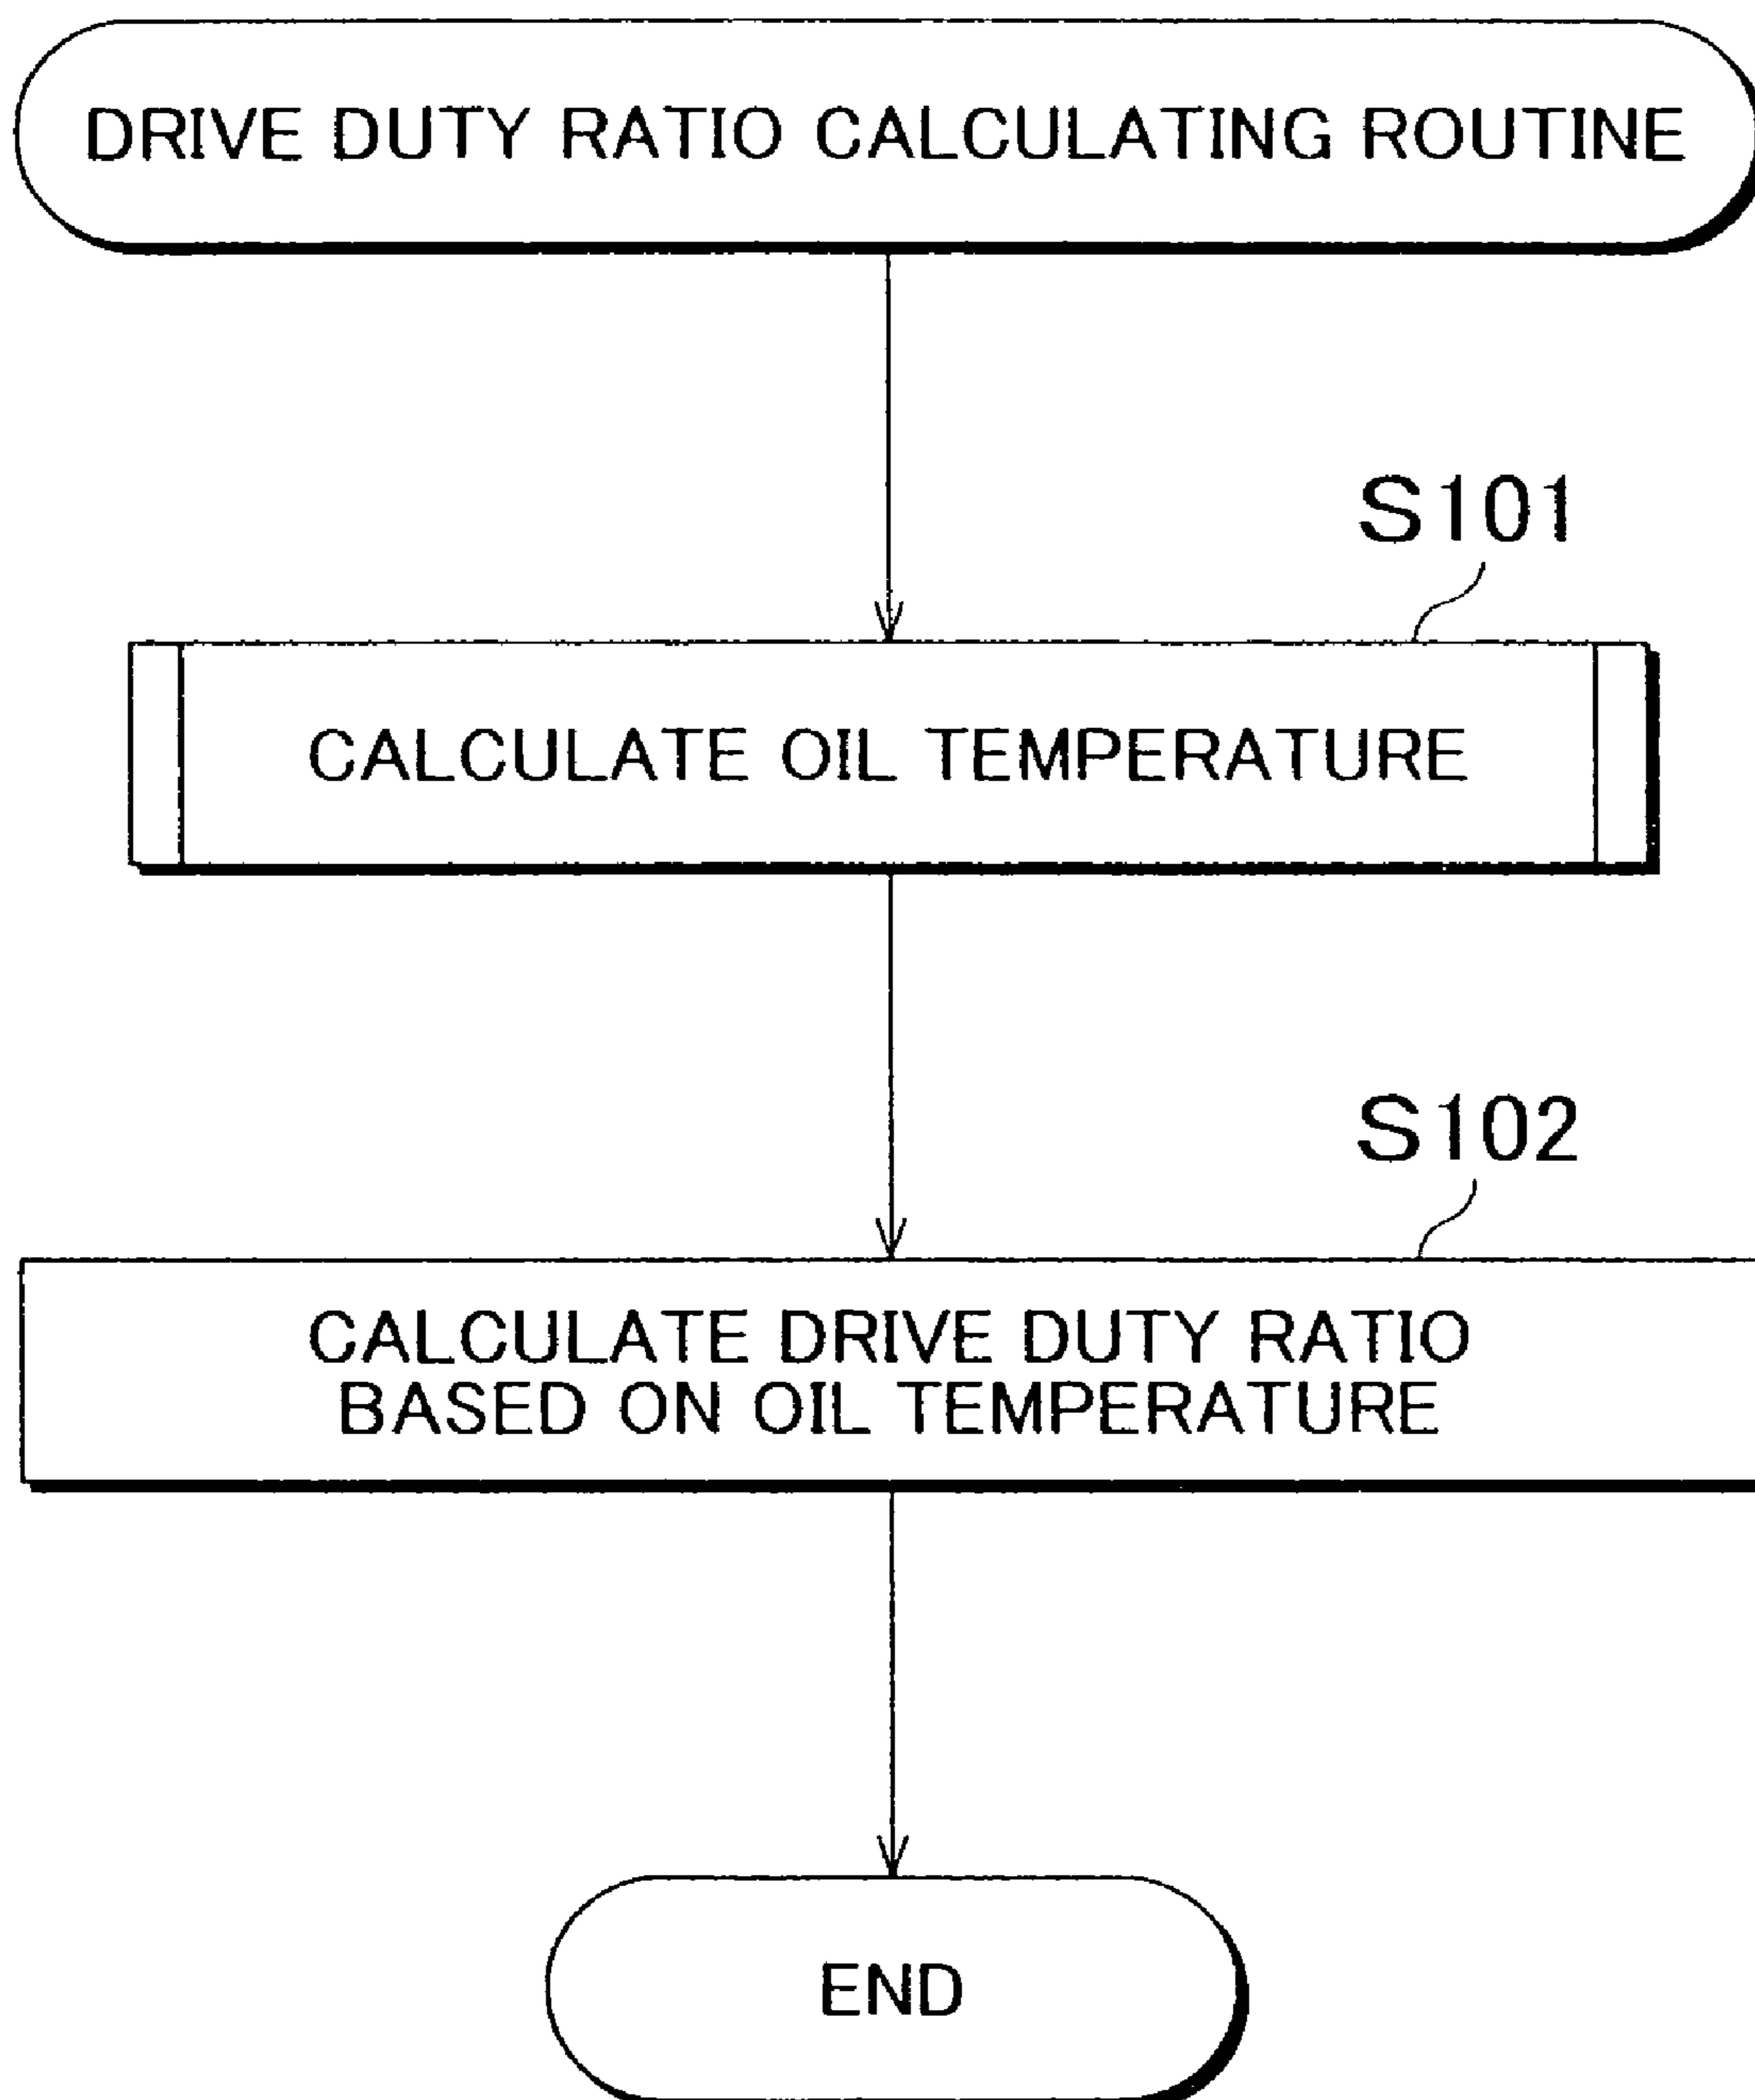 DRIVE DUTY RATIO CALCULATING ROUTINE
S101
CALCULATE OIL TEMPERATURE
S102
CALCULATE DRIVE DUTY RATIO
BASED ON OIL TEMPERATURE
END